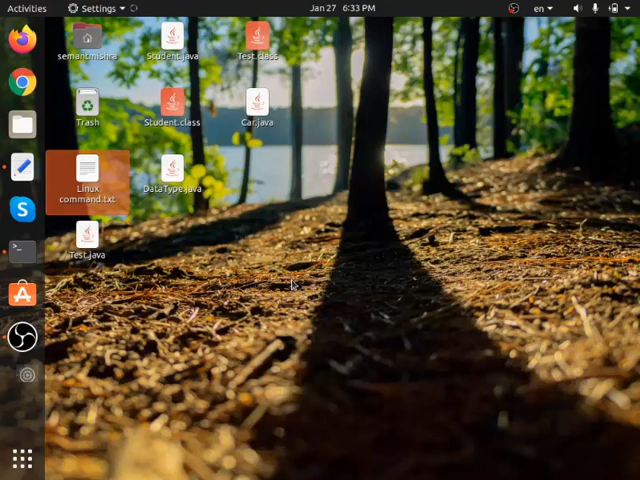 Activities
Settings
Jan 27 6:33 PM
en
semantmishra
Student.java
Test.class
Trash
Student.class
Car.java
Linux
command.txt
DataType.java
Test.java